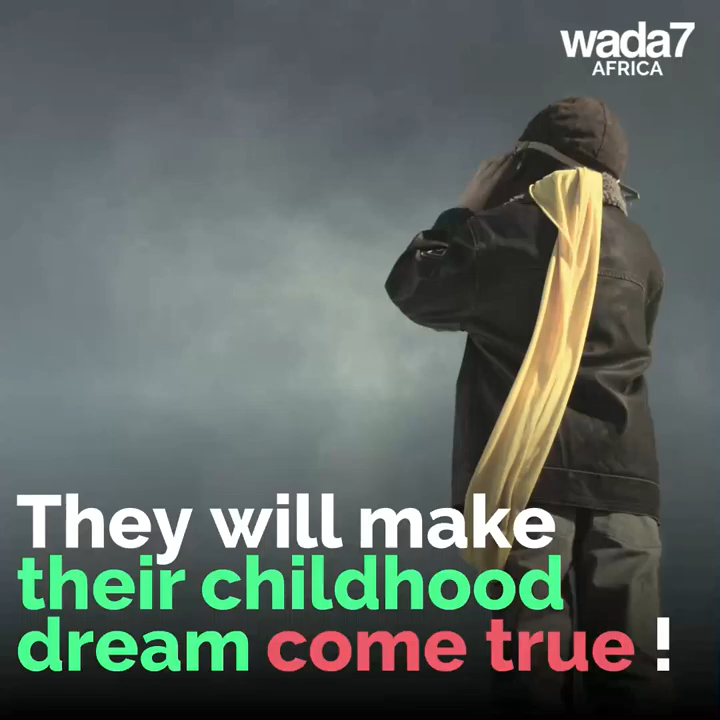 wada7
AFRICA
They will make
their childhood
dream come true !